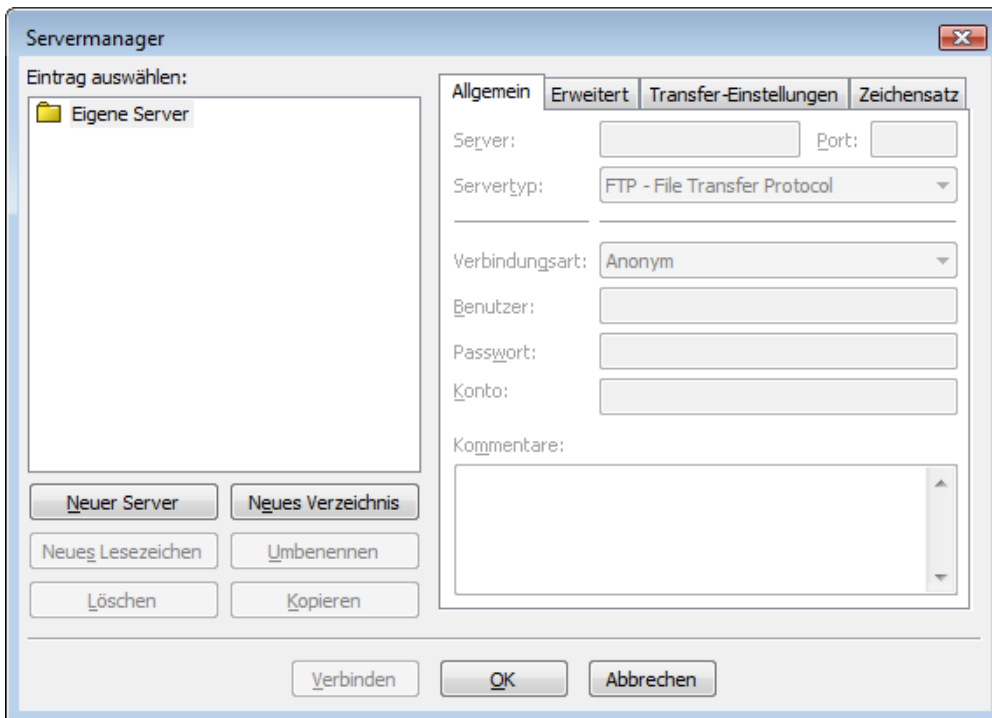 Servermanager
Eintrag auswählen:
Eigene Server
Neuer Server
Neues Verzeichnis
Neues Lesezeichen
Umbenennen
Löschen
Kopieren
Allgemein
Erweitert
Transfer-Einstellungen
Zeichensatz
Server:
Port:
Servertyp:
FTP - File Transfer Protocol
Verbindungsart:
Anonym
Benutzer:
Passwort:
Konto:
Kommentare:
Verbinden
OK
Abbrechen